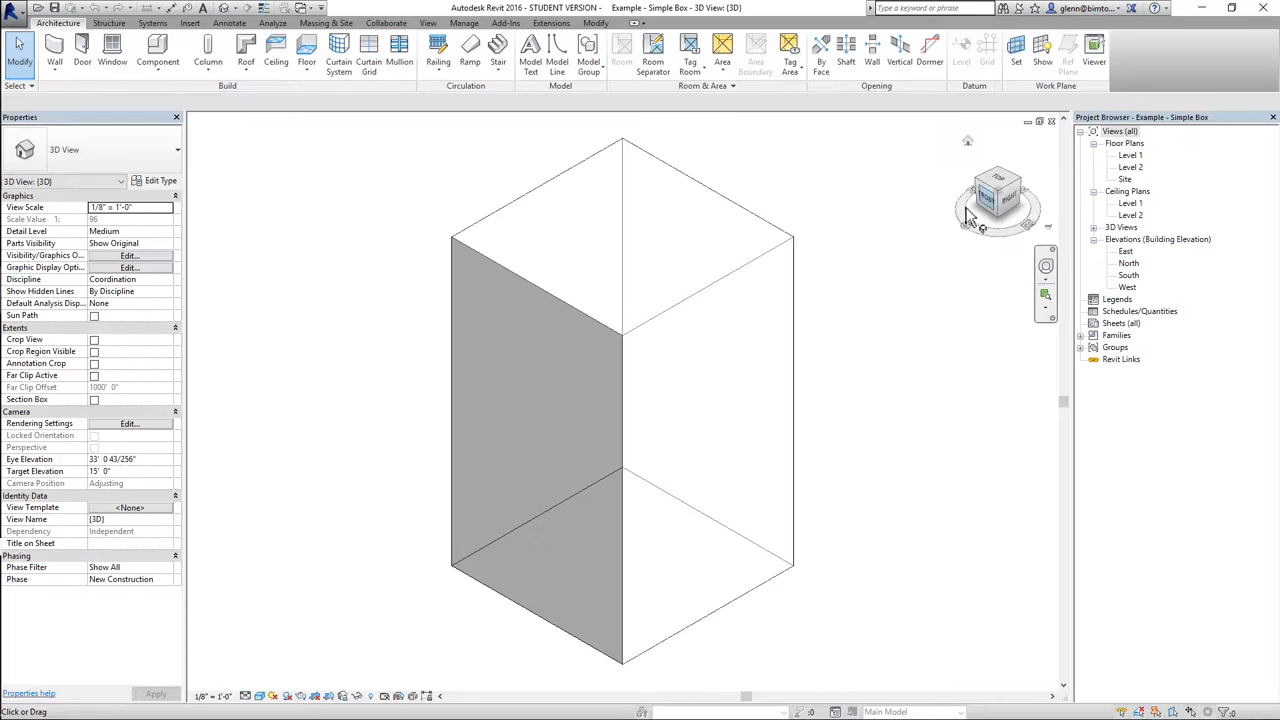 Autodesk Revit 2016 - STUDENT VERSION - Example - Simple Box - 3D View: {3D}
Type a keyword or phrase
glenn@bimto...
Architecture Structure Systems Insert Annotate Analyze Massing & Site Collaborate View Manage Add-Ins Extensions Modify
Modify Wall Door Window Component Column Roof Ceiling Floor Curtain System Curtain Grid Mullion Railing Ramp Stair Model Text Model Line Model Group Room Room Separator Tag Room Area Area Boundary Tag Area By Face Shaft Wall Vertical Dormer Level Grid Set Show Ref Plane Viewer
Select Build Circulation Model Room & Area Opening Datum Work Plane
Properties
3D View
3D View: {3D} Edit Type
Graphics
View Scale 1/8" = 1'-0"
Scale Value 1: 96
Detail Level Medium
Parts Visibility Show Original
Visibility/Graphics O... Edit...
Graphic Display Opti... Edit...
Discipline Coordination
Show Hidden Lines By Discipline
Default Analysis Disp... None
Sun Path
Extents
Crop View
Crop Region Visible
Annotation Crop
Far Clip Active
Far Clip Offset 1000' 0"
Section Box
Camera
Rendering Settings Edit...
Locked Orientation
Perspective
Eye Elevation 33' 0 43/256"
Target Elevation 15' 0"
Camera Position Adjusting
Identity Data
View Template <None>
View Name {3D}
Dependency Independent
Title on Sheet
Phasing
Phase Filter Show All
Phase New Construction
Properties help Apply
TOP
FRONT RIGHT
Project Browser - Example - Simple Box
Views (all)
Floor Plans
Level 1
Level 2
Site
Ceiling Plans
Level 1
Level 2
3D Views
Elevations (Building Elevation)
East
North
South
West
Legends
Schedules/Quantities
Sheets (all)
Families
Groups
Revit Links
1/8" = 1'-0"
:0 Main Model :0